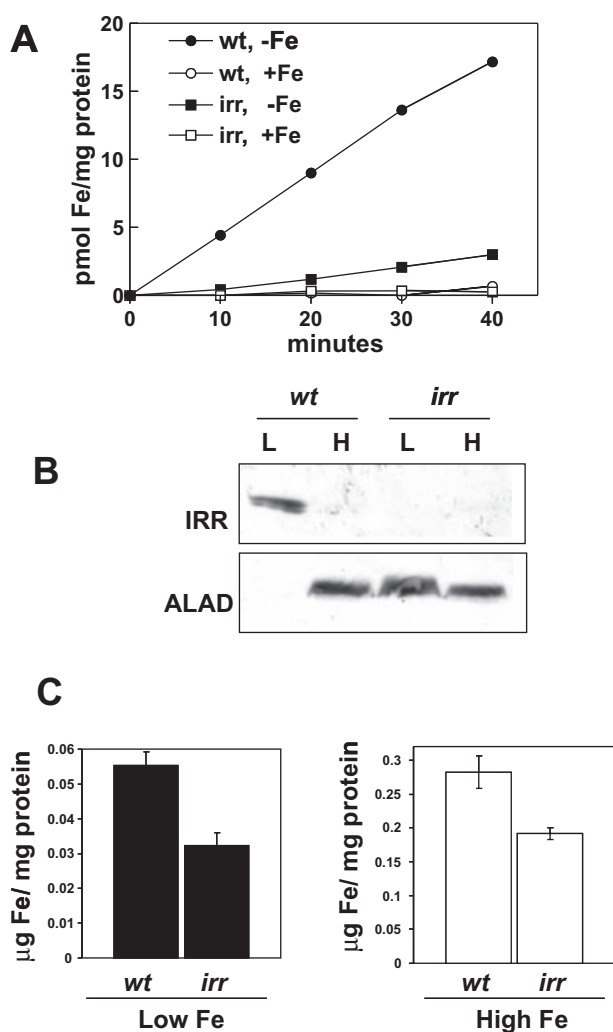 A
pmol Fe/mg protein
20
15
10
5
0
wt, -Fe
wt, +Fe
irr, -Fe
irr, +Fe
0 10 20 30 40
minutes
B
wt irr
L H L H
IRR
ALAD
C
µg Fe/ mg protein
0.06
0.05
0.04
0.03
0.02
0.01
0
wt irr
Low Fe
µg Fe/ mg protein
0.3
0.25
0.2
0.15
0.1
0.05
0
wt irr
High Fe